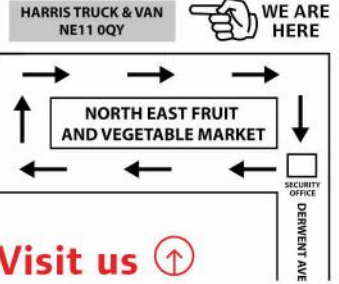 HARRIS TRUCK & VAN
NE11 0QY
WE ARE
HERE
NORTH EAST FRUIT
AND VEGETABLE MARKET
SECURITY
OFFICE
DERWENT AVE
Visit us